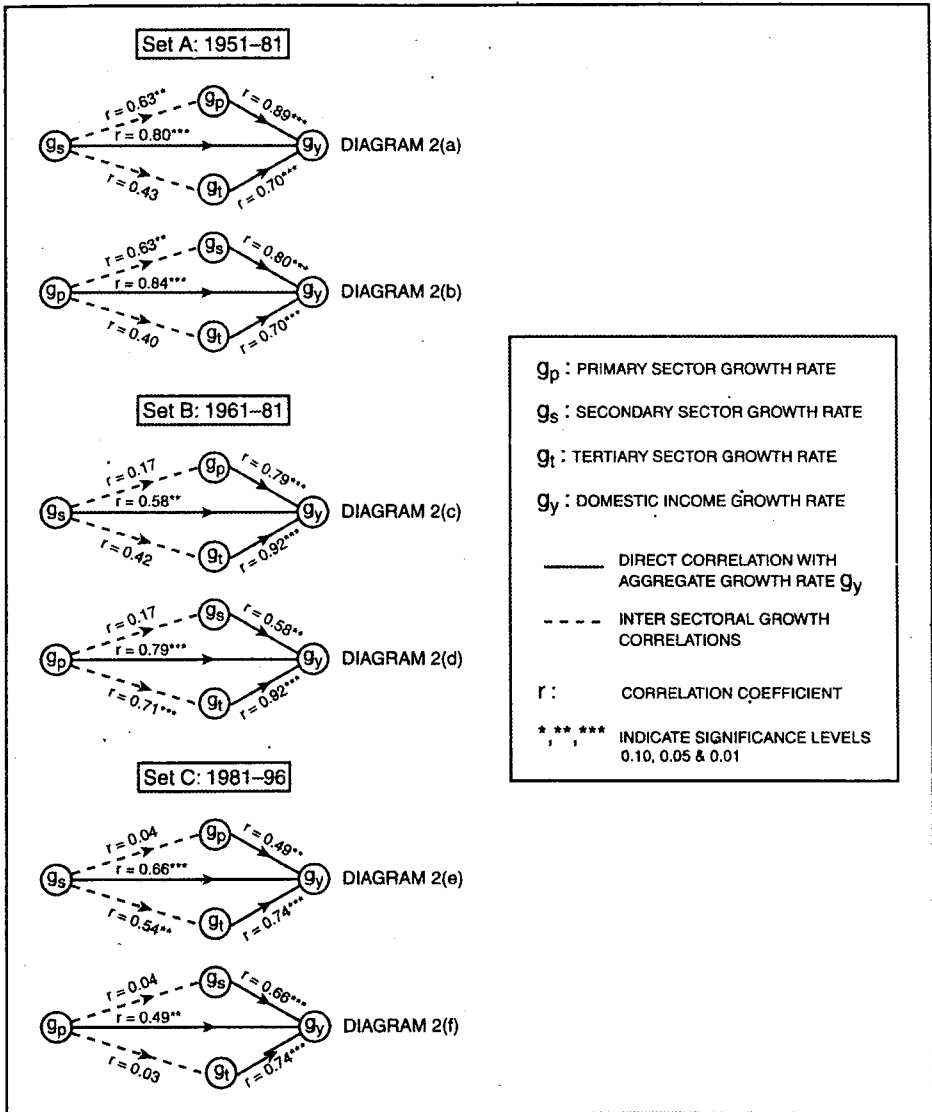 Set A: 1951–81
r = 0.63**
gp
r = 0.89***
gs
r = 0.80***
gy
DIAGRAM 2(a)
r = 0.43
gt
r = 0.70***
r = 0.63**
gs
r = 0.80***
gp
r = 0.84***
gy
DIAGRAM 2(b)
r = 0.40
gt
r = 0.70***
Set B: 1961–81
r = 0.17
gp
r = 0.79***
gs
r = 0.58**
gy
DIAGRAM 2(c)
r = 0.42
gt
r = 0.92***
r = 0.17
gs
r = 0.58**
gp
r = 0.79***
gy
DIAGRAM 2(d)
r = 0.71***
gt
r = 0.92***
Set C: 1981–96
r = 0.04
gp
r = 0.49**
gs
r = 0.66***
gy
DIAGRAM 2(e)
r = 0.54**
gt
r = 0.74***
r = 0.04
gs
r = 0.66***
gp
r = 0.49**
gy
DIAGRAM 2(f)
r = 0.03
gt
r = 0.74***
gp : PRIMARY SECTOR GROWTH RATE
gs : SECONDARY SECTOR GROWTH RATE
gt : TERTIARY SECTOR GROWTH RATE
gy : DOMESTIC INCOME GROWTH RATE
DIRECT CORRELATION WITH
AGGREGATE GROWTH RATE gy
INTER SECTORAL GROWTH
CORRELATIONS
r : CORRELATION COEFFICIENT
*,**,*** INDICATE SIGNIFICANCE LEVELS
0.10, 0.05 & 0.01